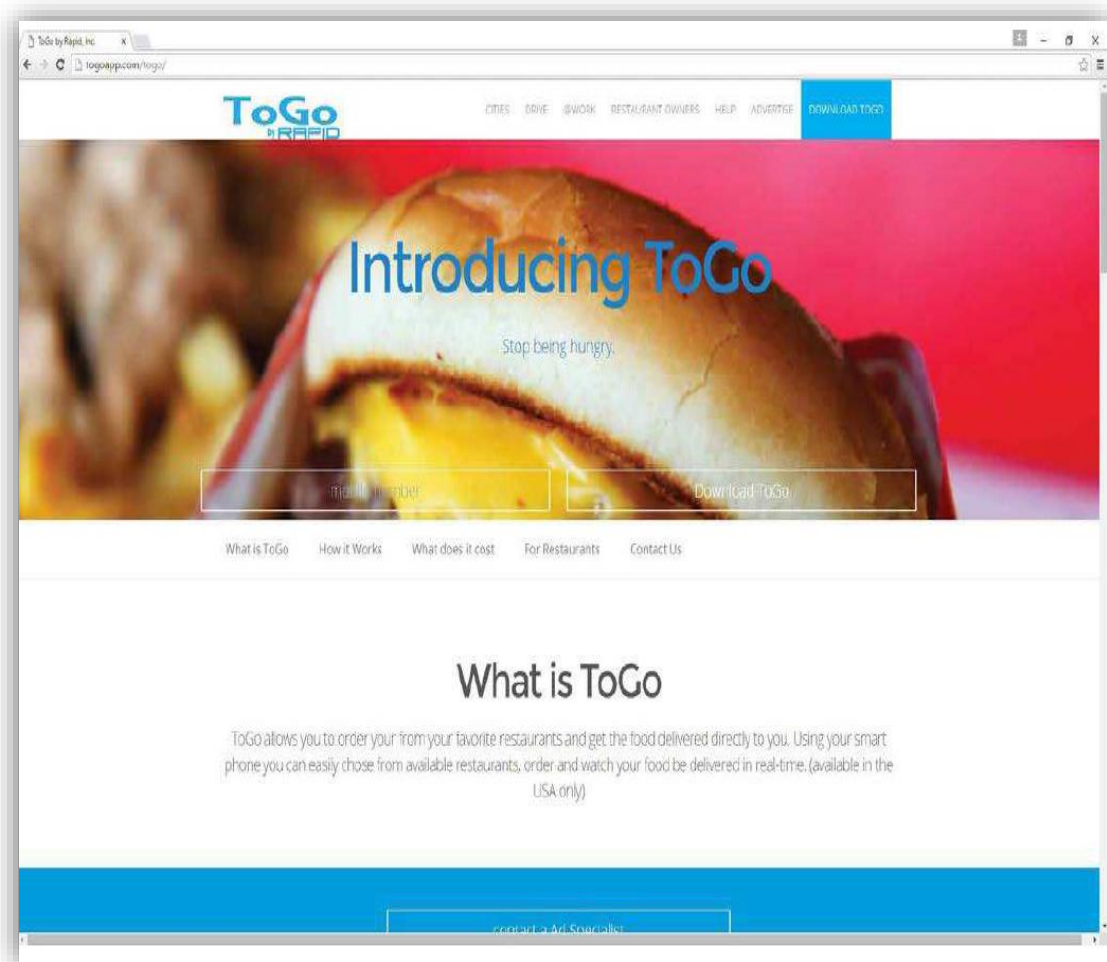 ToGo by Rapid, Inc.
togoapp.com/togo/
ToGo
by RAPID
CITIES DRIVE @WORK RESTAURANT OWNERS HELP ADVERTISE DOWNLOAD TOGO
Introducing ToGo
Stop being hungry.
mobile number Download ToGo
What is ToGo How it Works What does it cost For Restaurants Contact Us
What is ToGo
ToGo allows you to order your from your favorite restaurants and get the food delivered directly to you. Using your smart
phone you can easily chose from available restaurants, order and watch your food be delivered in real-time. (available in the
USA only)
contact a Ad Specialist